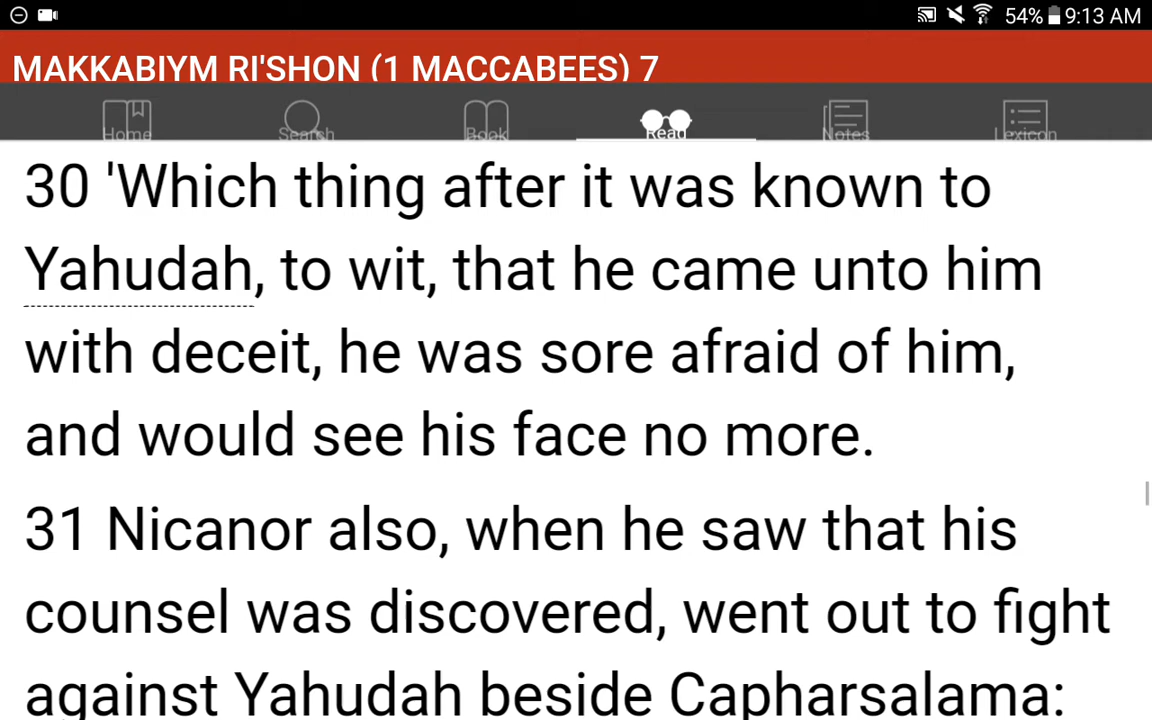 54% 9:13 AM
MAKKABIYM RI'SHON (1 MACCABEES) 7
Home Search Book Read Notes Lexicon
30 'Which thing after it was known to
Yahudah, to wit, that he came unto him
with deceit, he was sore afraid of him,
and would see his face no more.
31 Nicanor also, when he saw that his
counsel was discovered, went out to fight
against Yahudah beside Capharsalama: